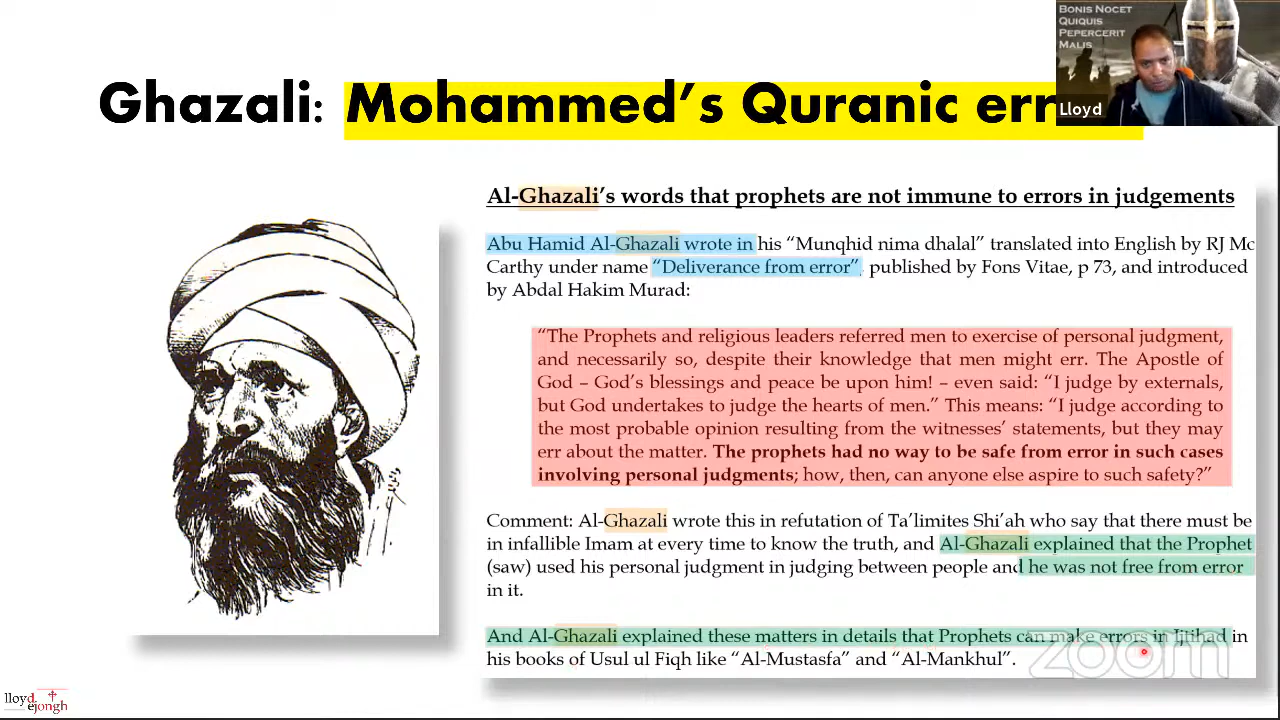 BONIS NOCET
QUIQUIS
PEPERCERIT
MALIS
Lloyd
Ghazali: Mohammed's Quranic err
Al-Ghazali's words that prophets are not immune to errors in judgements
Abu Hamid Al-Ghazali wrote in his “Munqhid nima dhalal” translated into English by RJ Mc
Carthy under name “Deliverance from error”, published by Fons Vitae, p 73, and introduced
by Abdal Hakim Murad:
“The Prophets and religious leaders referred men to exercise of personal judgment,
and necessarily so, despite their knowledge that men might err. The Apostle of
God – God’s blessings and peace be upon him! – even said: “I judge by externals,
but God undertakes to judge the hearts of men.” This means: “I judge according to
the most probable opinion resulting from the witnesses’ statements, but they may
err about the matter. The prophets had no way to be safe from error in such cases
involving personal judgments; how, then, can anyone else aspire to such safety?”
Comment: Al-Ghazali wrote this in refutation of Ta’limites Shi’ah who say that there must be
in infallible Imam at every time to know the truth, and Al-Ghazali explained that the Prophet
(saw) used his personal judgment in judging between people and he was not free from error
in it.
And Al-Ghazali explained these matters in details that Prophets can make errors in Ijtihad in
his books of Usul ul Fiqh like “Al-Mustasfa” and “Al-Mankhul”.
zoom
lloyd
ejongh